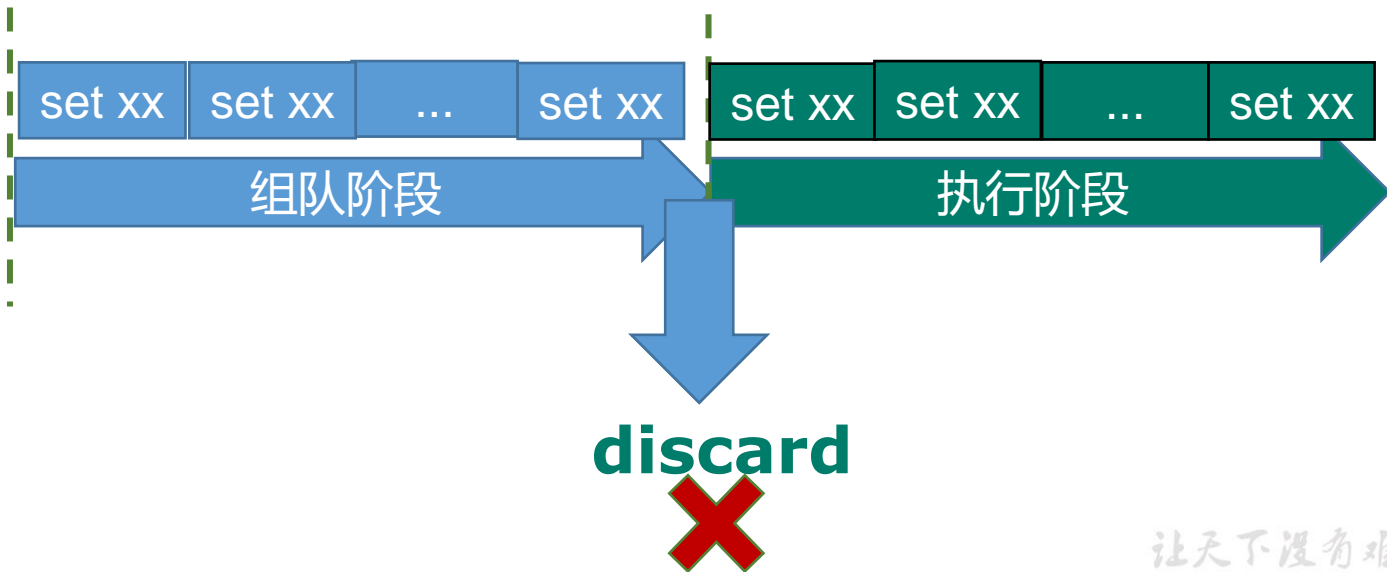 set xx set xx ... set xx set xx set xx ... set xx
组队阶段 执行阶段
discard
让天下没有难